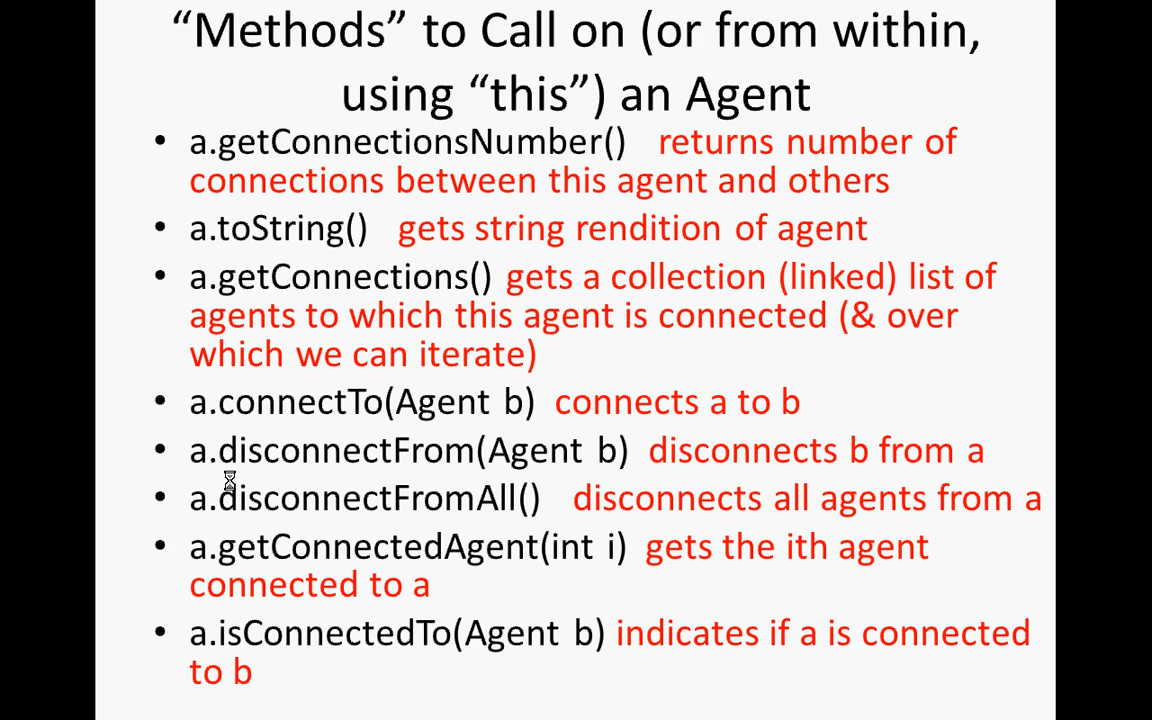 “Methods” to Call on (or from within,
using “this”) an Agent
• a.getConnectionsNumber() returns number of
connections between this agent and others
• a.toString() gets string rendition of agent
• a.getConnections() gets a collection (linked) list of
agents to which this agent is connected (& over
which we can iterate)
• a.connectTo(Agent b) connects a to b
• a.disconnectFrom(Agent b) disconnects b from a
• a.disconnectFromAll() disconnects all agents from a
• a.getConnectedAgent(int i) gets the ith agent
connected to a
• a.isConnectedTo(Agent b) indicates if a is connected
to b